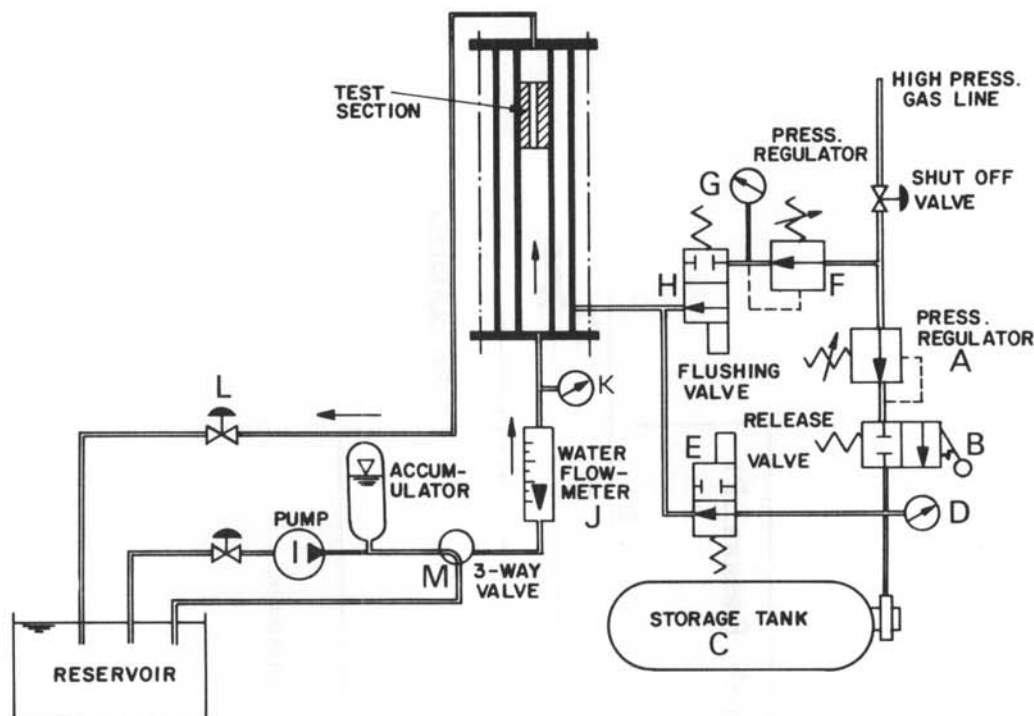 TEST
SECTION
HIGH PRESS.
GAS LINE
PRESS.
REGULATOR
G
SHUT OFF
VALVE
H
F
PRESS.
REGULATOR
A
FLUSHING
VALVE
K
L
RELEASE
VALVE
B
E
ACCUM-
ULATOR
WATER
FLOW-
METER
J
D
PUMP
I
M
3-WAY
VALVE
STORAGE TANK
C
RESERVOIR